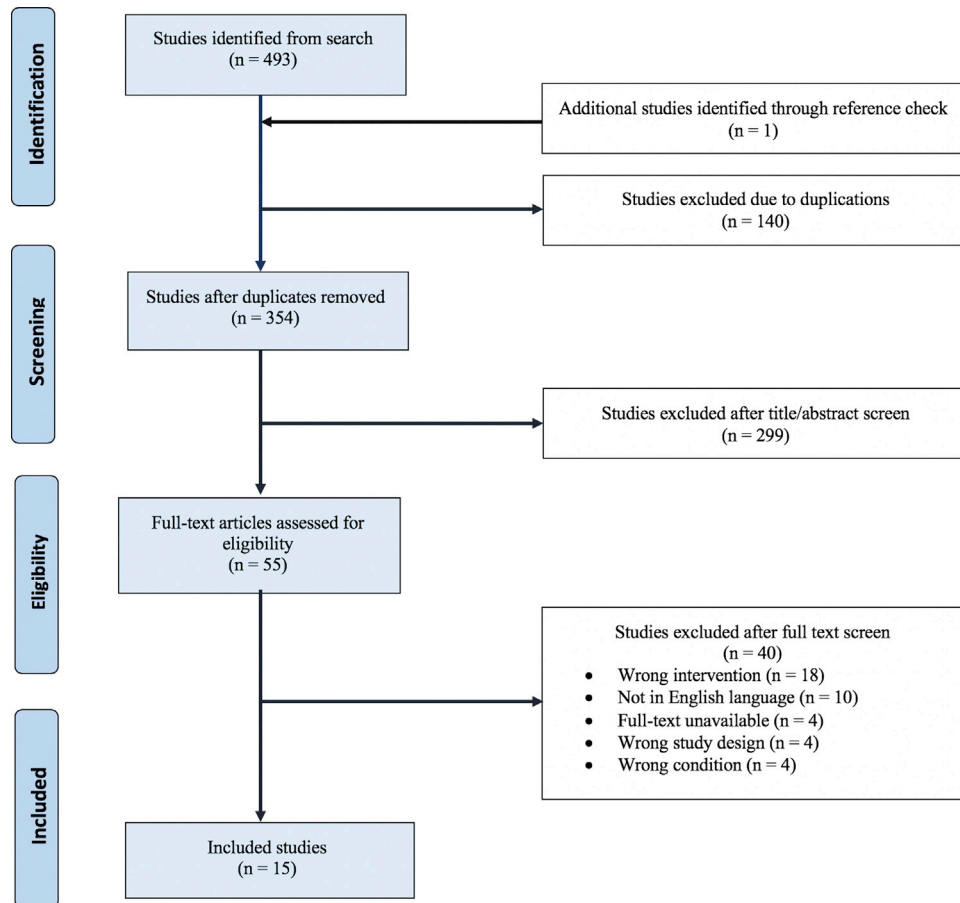 Identification
Studies identified from search
(n = 493)
Additional studies identified through reference check
(n = 1)
Studies excluded due to duplications
(n = 140)
Screening
Studies after duplicates removed
(n = 354)
Studies excluded after title/abstract screen
(n = 299)
Eligibility
Full-text articles assessed for
eligibility
(n = 55)
Studies excluded after full text screen
(n = 40)
• Wrong intervention (n = 18)
• Not in English language (n = 10)
• Full-text unavailable (n = 4)
• Wrong study design (n = 4)
• Wrong condition (n = 4)
Included
Included studies
(n = 15)